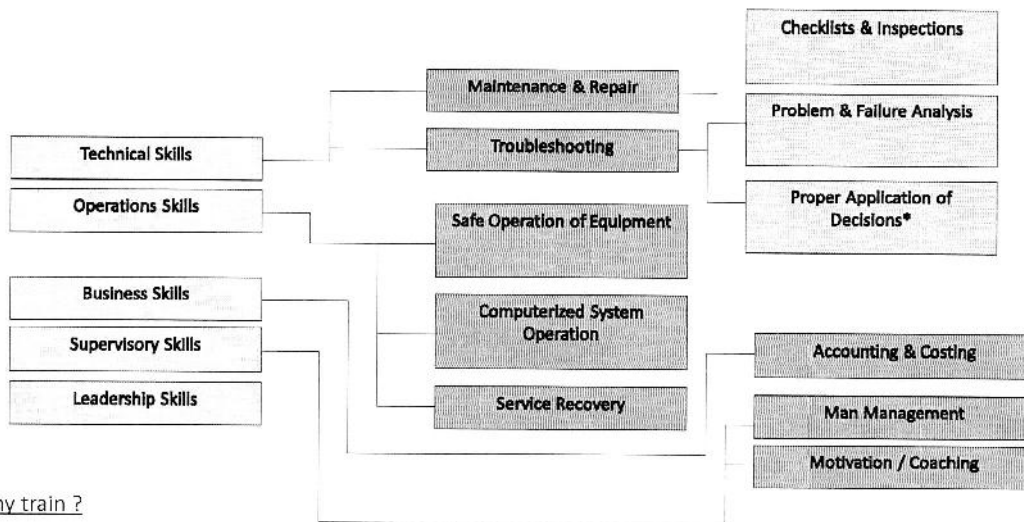 Checklists & Inspections
Maintenance & Repair
Problem & Failure Analysis
Technical Skills
Troubleshooting
Operations Skills
Proper Application of
Decisions*
Safe Operation of Equipment
Business Skills
Computerized System
Operation
Supervisory Skills
Accounting & Costing
Leadership Skills
Service Recovery
Man Management
Motivation / Coaching
train ?